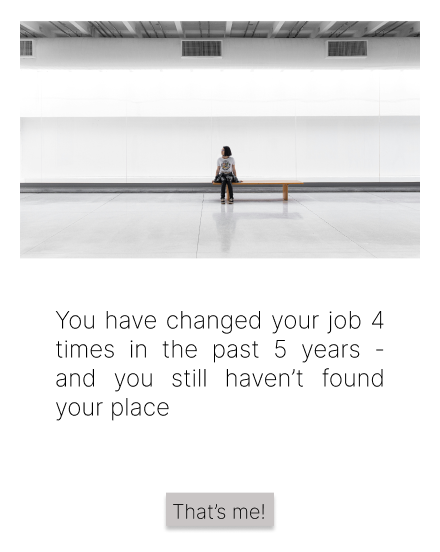 You have changed your job 4
times in the past 5 years -
and you still haven’t found
your place
That’s me!